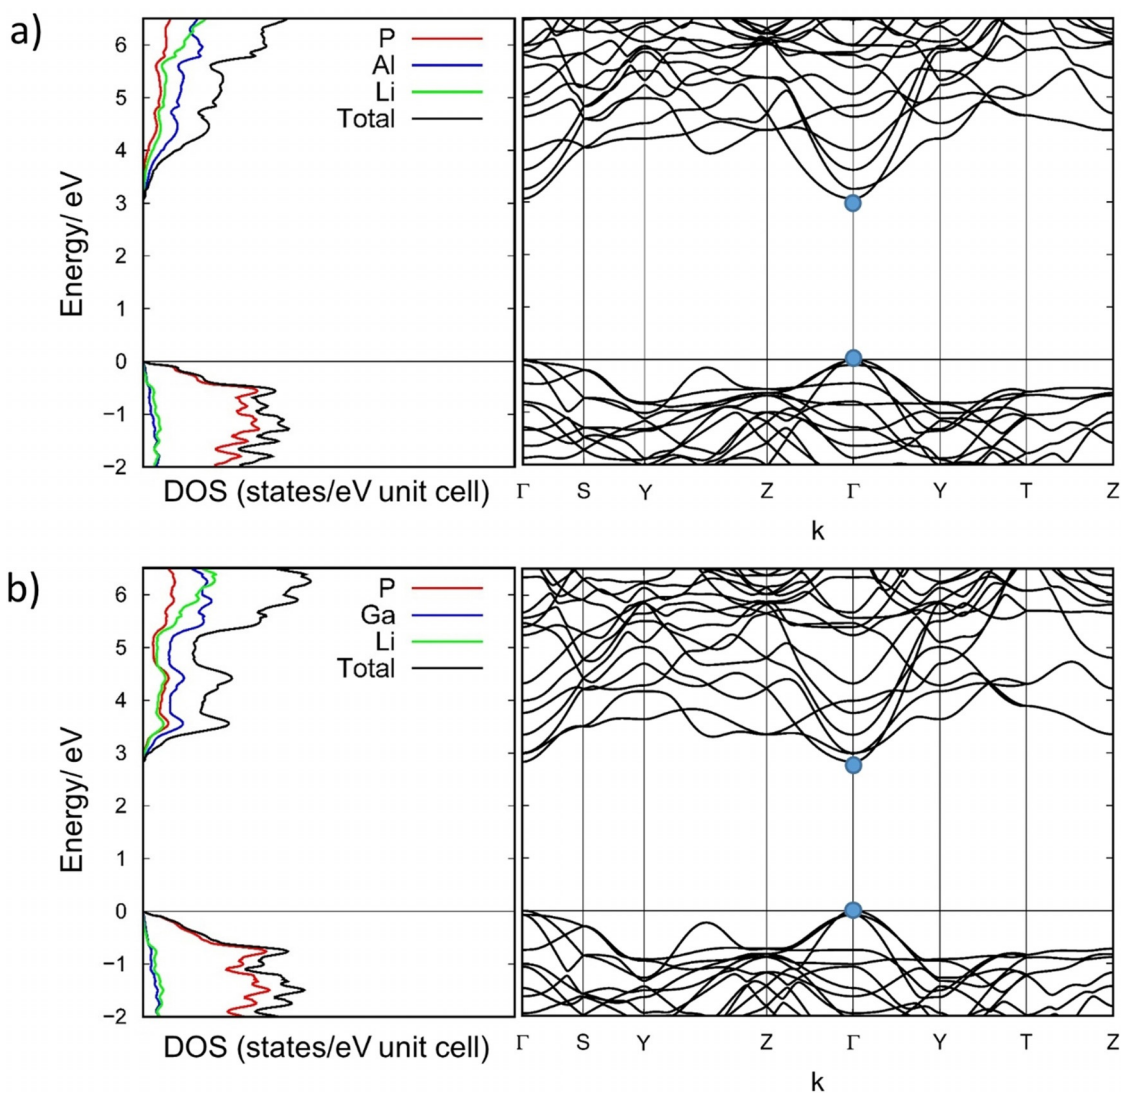 a)
6
5
4
3
2
1
0
−1
−2
Energy/ eV
P
Al
Li
Total
DOS (states/eV unit cell)
Γ S Y Z Γ Y T Z
k
b)
6
5
4
3
2
1
0
−1
−2
Energy/ eV
P
Ga
Li
Total
DOS (states/eV unit cell)
Γ S Y Z Γ Y T Z
k